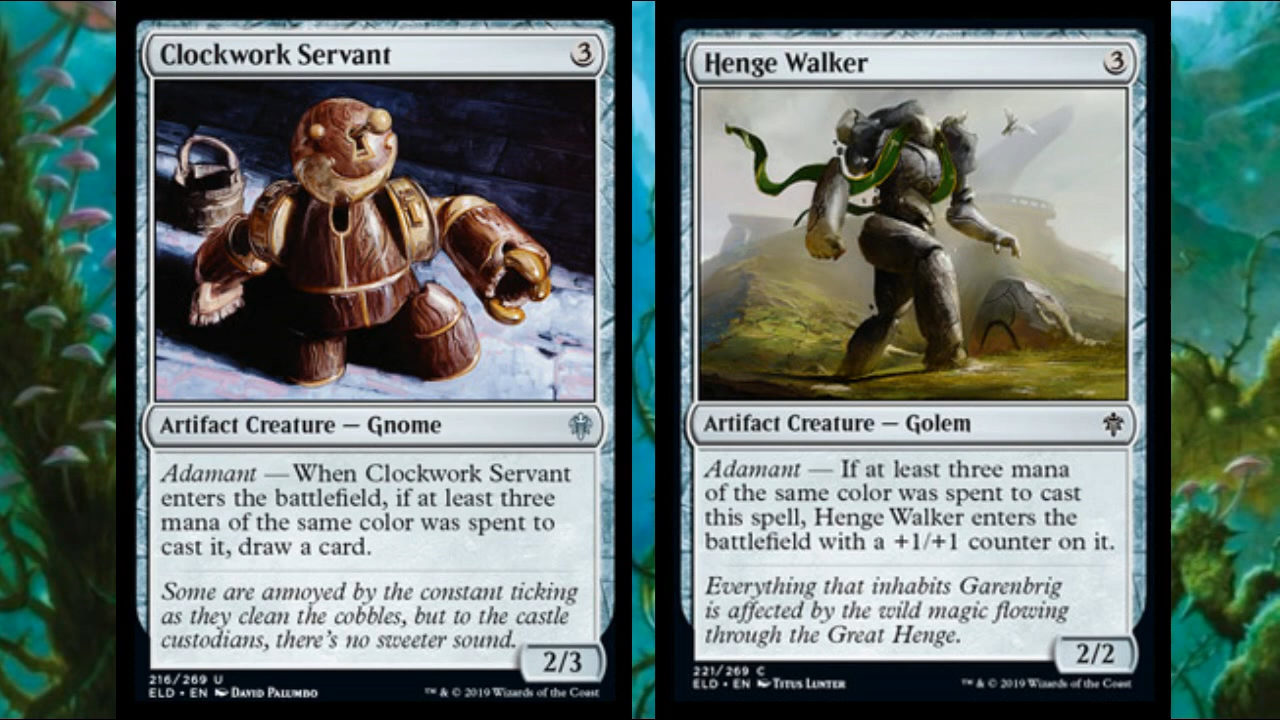 Clockwork Servant
3
Artifact Creature — Gnome
Adamant — When Clockwork Servant
enters the battlefield, if at least three
mana of the same color was spent to
cast it, draw a card.
Some are annoyed by the constant ticking
as they clean the cobbles, but to the castle
custodians, there's no sweeter sound.
2/3
216/269 U
ELD • EN David Palumbo
™ & © 2019 Wizards of the Coast
Henge Walker
3
Artifact Creature — Golem
Adamant — If at least three mana
of the same color was spent to cast
this spell, Henge Walker enters the
battlefield with a +1/+1 counter on it.
Everything that inhabits Garenbrig
is affected by the wild magic flowing
through the Great Henge.
2/2
221/269 C
ELD • EN Titus Lunter
™ & © 2019 Wizards of the Coast